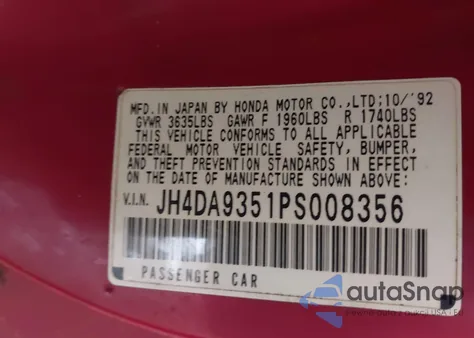 MFD.IN JAPAN BY HONDA MOTOR CO.,LTD;10/'92
GVWR 3635LBS GAWR F 1960LBS R 1740LBS
THIS VEHICLE CONFORMS TO ALL APPLICABLE
FEDERAL MOTOR VEHICLE SAFETY, BUMPER,
AND THEFT PREVENTION STANDARDS IN EFFECT
ON THE DATE OF MANUFACTURE SHOWN ABOVE:
V.I.N. JH4DA9351PS008356
PASSENGER CAR
autoSnap